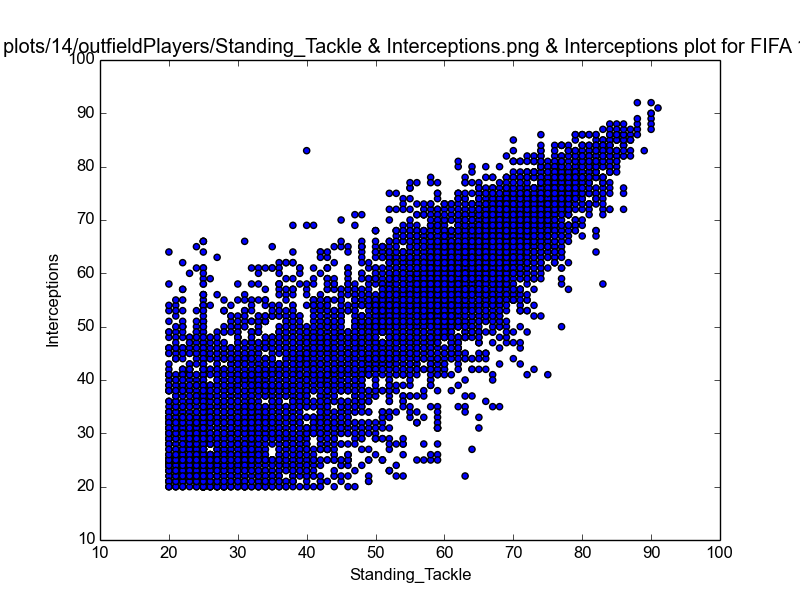 plots/14/outfieldPlayers/Standing_Tackle & Interceptions.png & Interceptions plot for FIFA
100
90
80
70
60
50
40
30
20
10
Interceptions
10 20 30 40 50 60 70 80 90 100
Standing_Tackle